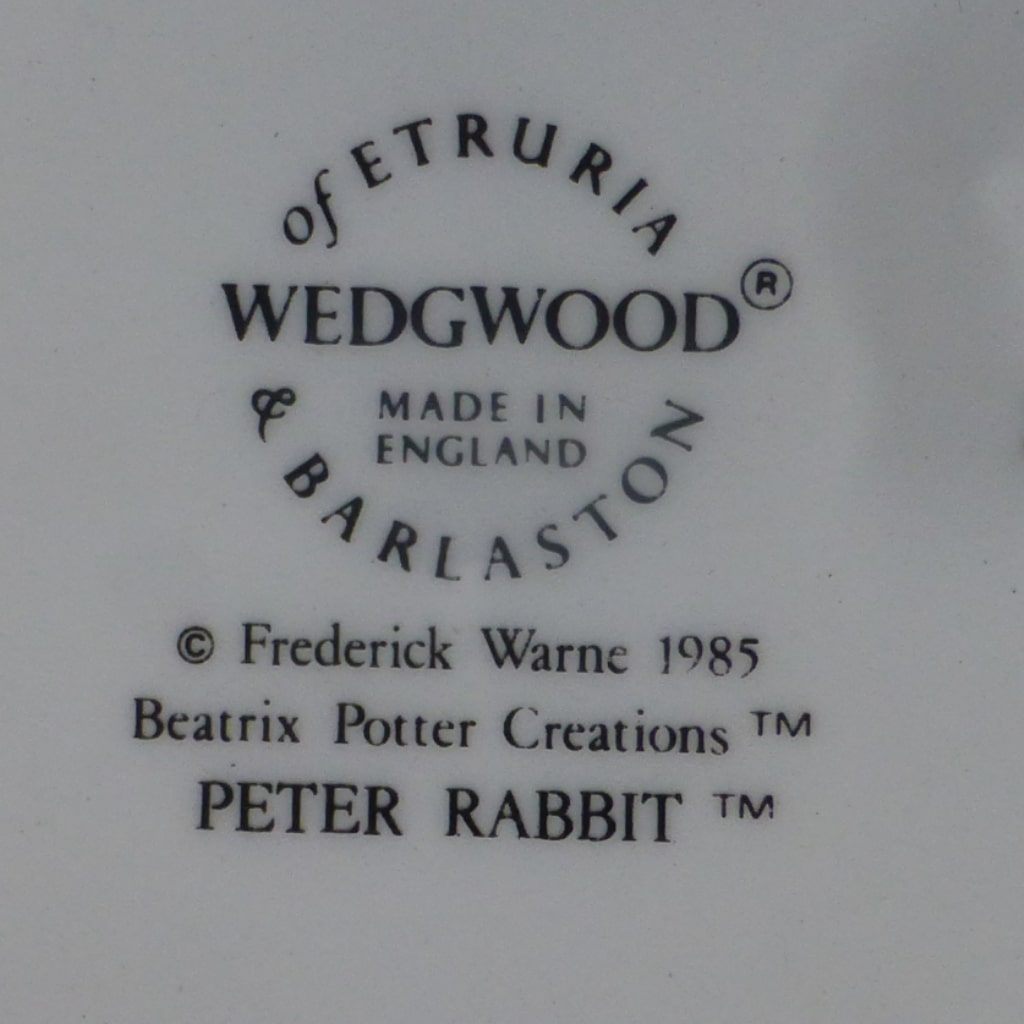 of ETRURIA
WEDGWOOD®
MADE IN
ENGLAND
& BARLASTON
© Frederick Warne 1985
Beatrix Potter Creations ™
PETER RABBIT ™